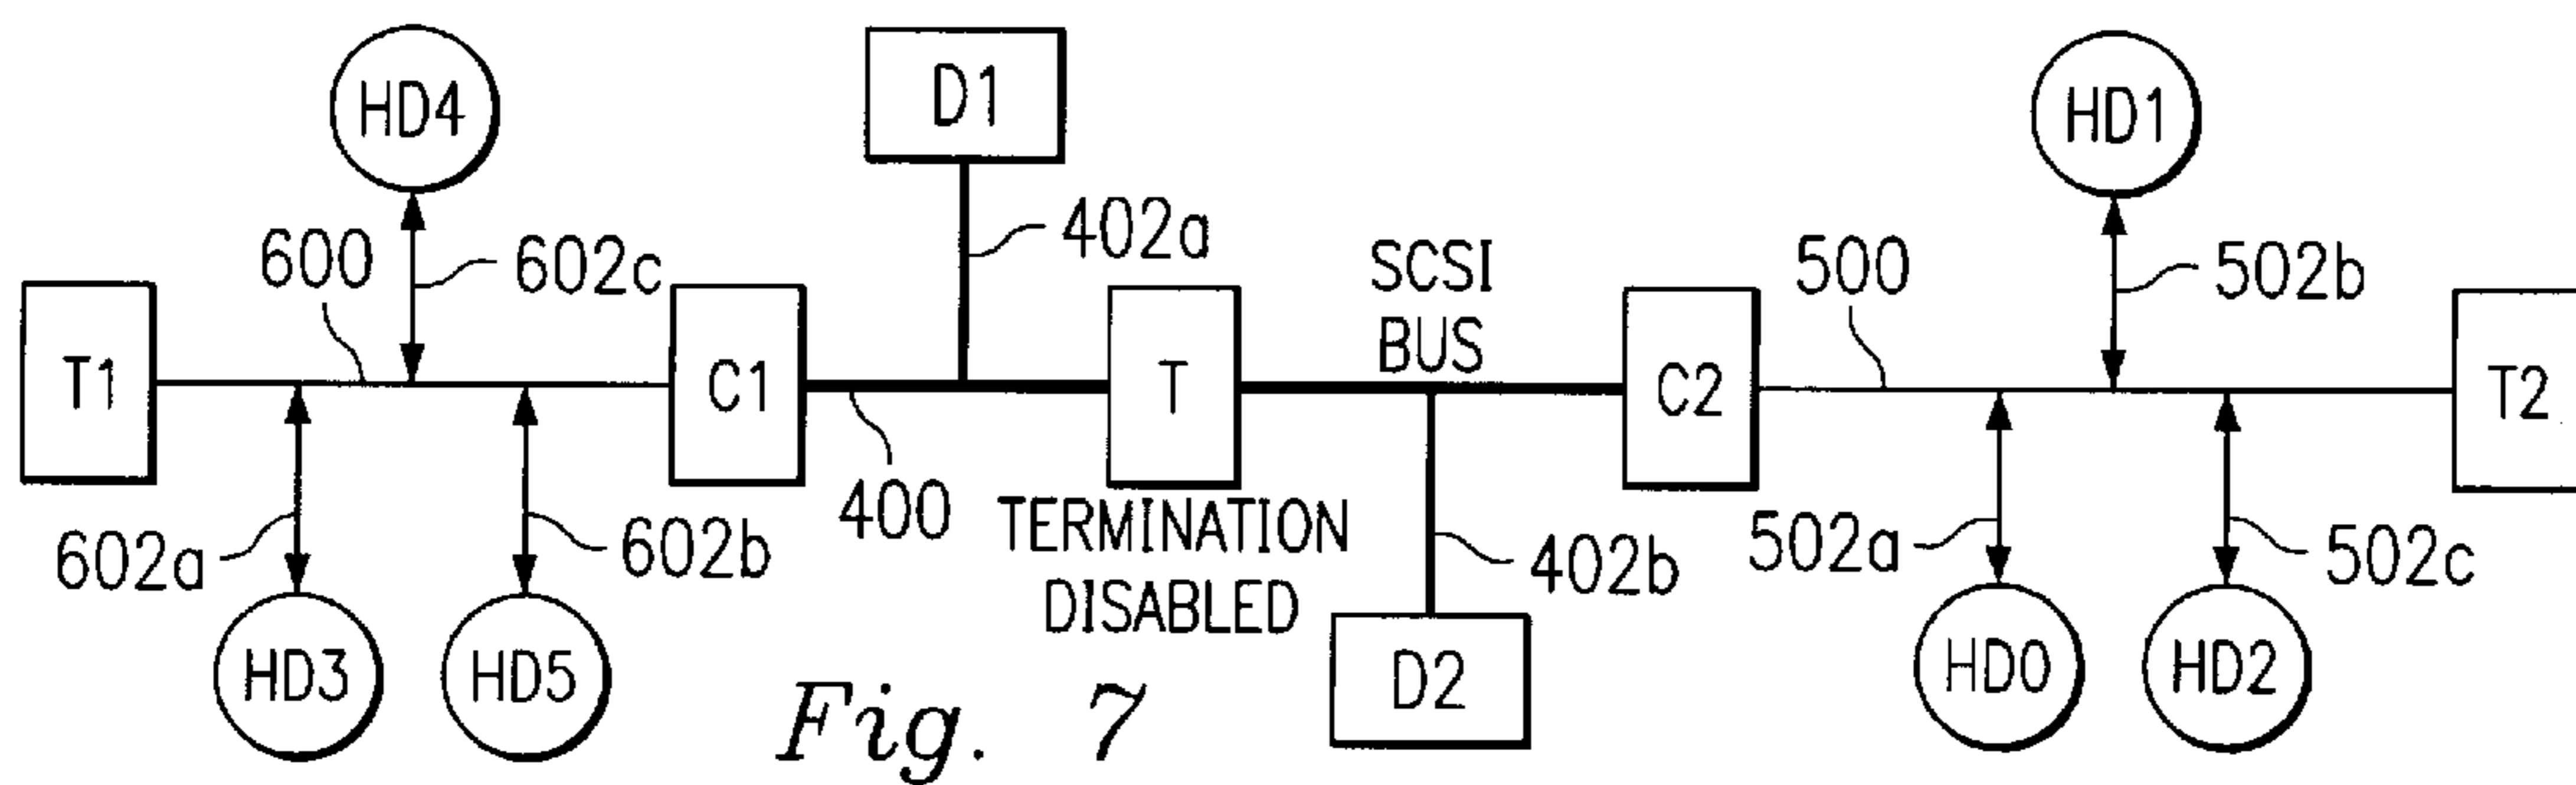 HD4
D1
HD1
402a
600
602c
SCSI
BUS
500
502b
T1
C1
T
C2
T2
400
TERMINATION
DISABLED
602a
602b
402b
502a
502c
HD3
HD5
D2
HD0
HD2
Fig. 7